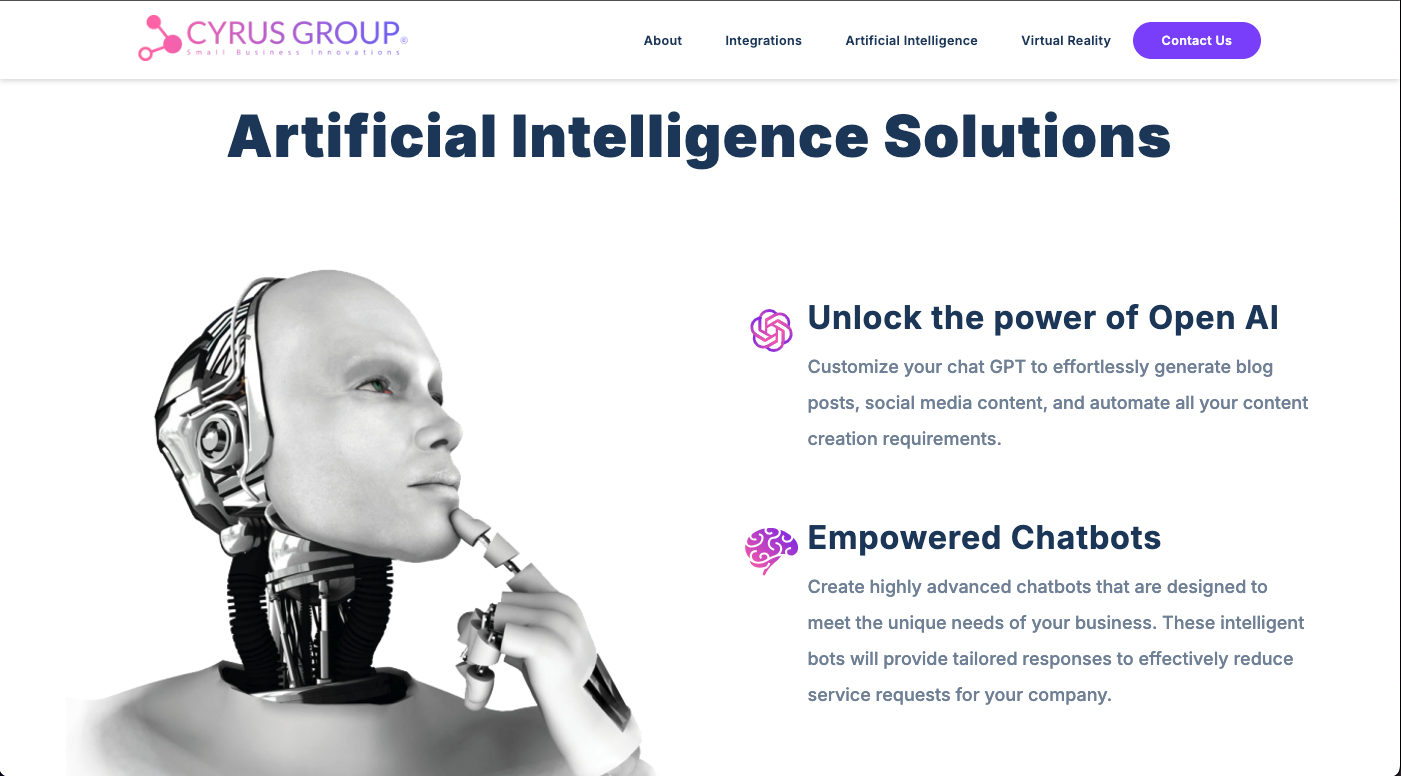 CYRUS GROUP©
Small Business Innovations
About
Integrations
Artificial Intelligence
Virtual Reality
Contact Us
Artificial Intelligence Solutions
Unlock the power of Open AI
Customize your chat GPT to effortlessly generate blog
posts, social media content, and automate all your content
creation requirements.
Empowered Chatbots
Create highly advanced chatbots that are designed to
meet the unique needs of your business. These intelligent
bots will provide tailored responses to effectively reduce
service requests for your company.